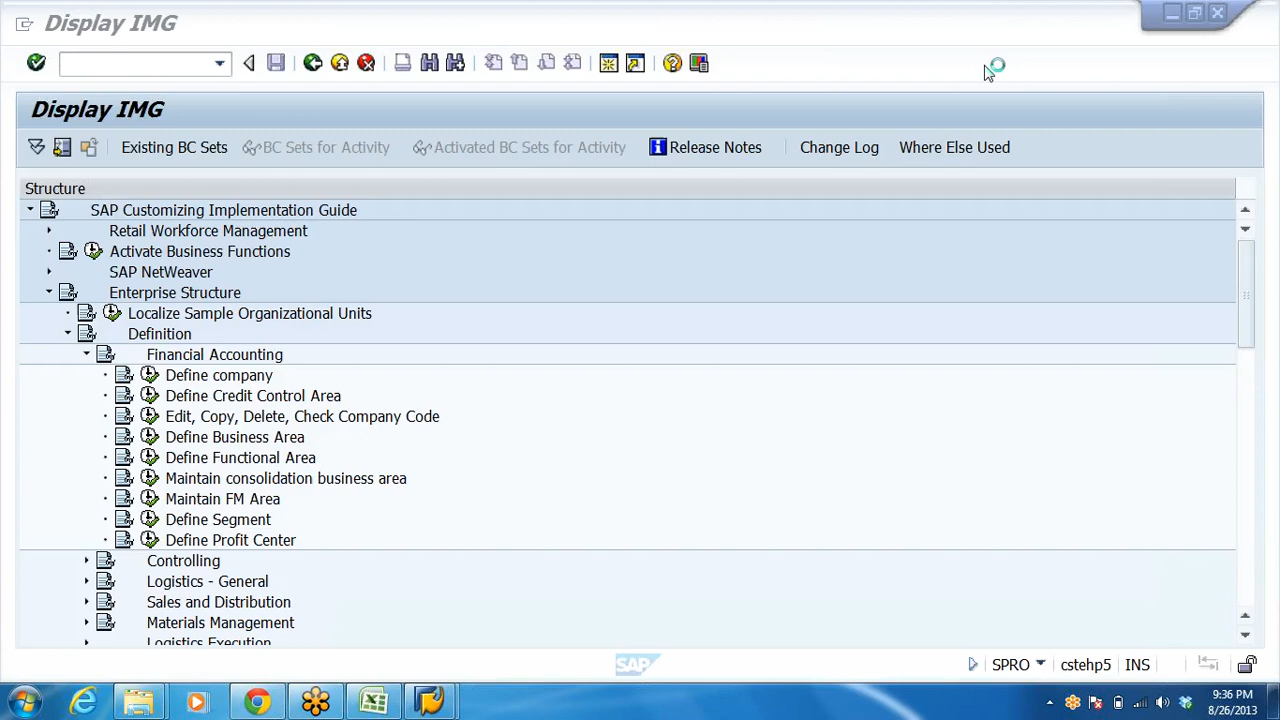 Display IMG
Display IMG
Existing BC Sets BC Sets for Activity Activated BC Sets for Activity Release Notes Change Log Where Else Used
Structure
SAP Customizing Implementation Guide
Retail Workforce Management
Activate Business Functions
SAP NetWeaver
Enterprise Structure
Localize Sample Organizational Units
Definition
Financial Accounting
Define company
Define Credit Control Area
Edit, Copy, Delete, Check Company Code
Define Business Area
Define Functional Area
Maintain consolidation business area
Maintain FM Area
Define Segment
Define Profit Center
Controlling
Logistics - General
Sales and Distribution
Materials Management
Logistics Execution
SAP SPRO cstehp5 INS
9:36 PM
8/26/2013